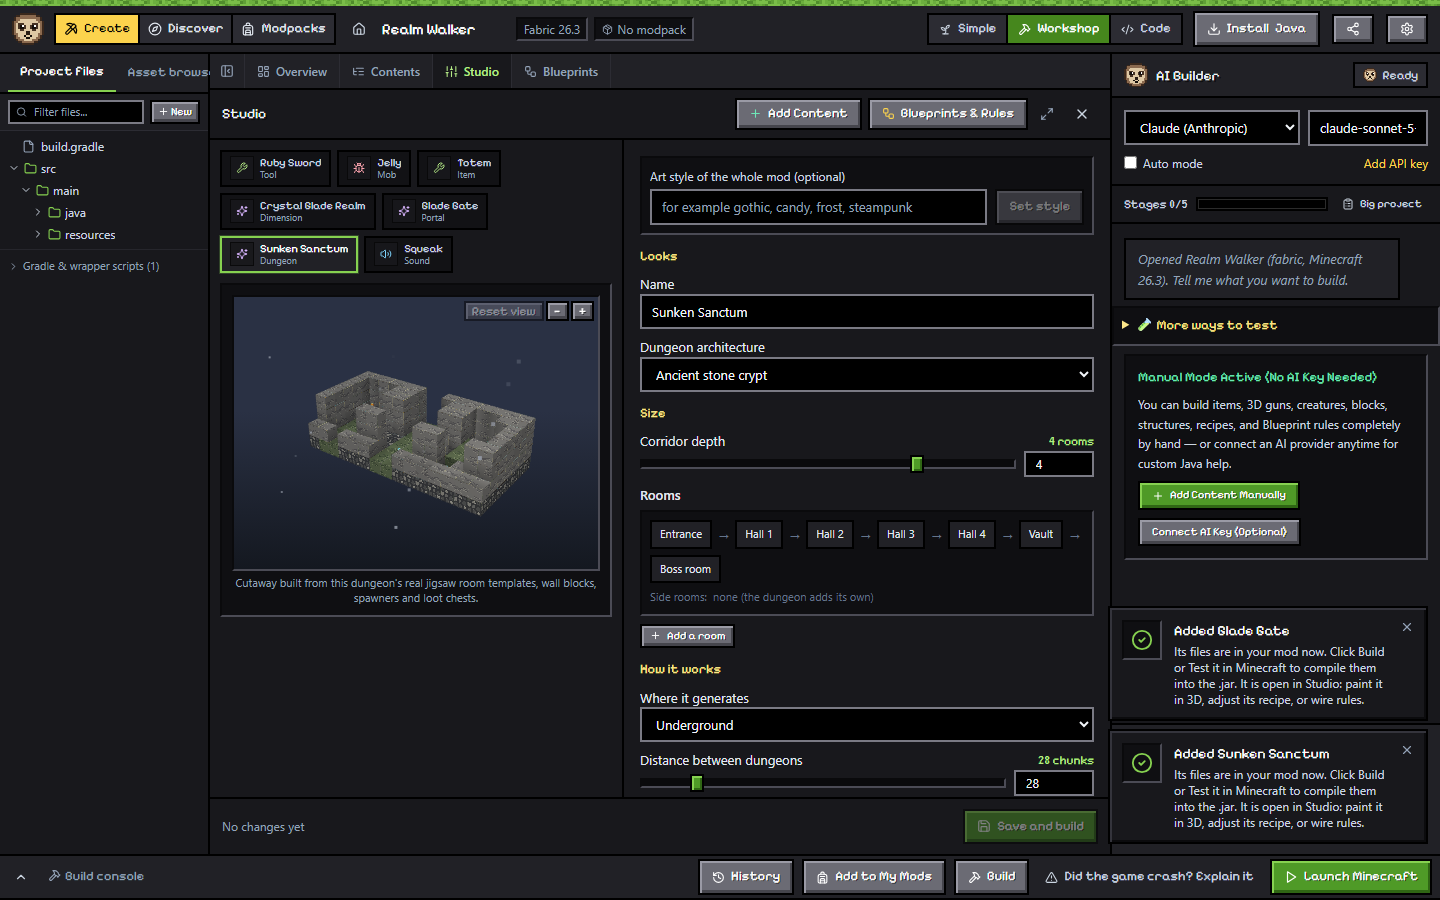 Create
Discover
Modpacks
Realm Walker
Fabric 26.3
No modpack
Simple
Workshop
Code
Install Java
Project files
Asset brows
Overview
Contents
Studio
Blueprints
AI Builder
Ready
Filter files...
New
build.gradle
src
main
java
resources
Gradle & wrapper scripts (1)
Studio
Add Content
Blueprints & Rules
Ruby Sword
Tool
Jelly
Mob
Totem
Item
Crystal Glade Realm
Dimension
Glade Gate
Portal
Sunken Sanctum
Dungeon
Squeak
Sound
Reset view
Cutaway built from this dungeon's real jigsaw room templates, wall blocks,
spawners and loot chests.
Art style of the whole mod (optional)
for example gothic, candy, frost, steampunk
Set style
Looks
Name
Sunken Sanctum
Dungeon architecture
Ancient stone crypt
Size
Corridor depth
4 rooms
4
Rooms
Entrance → Hall 1 → Hall 2 → Hall 3 → Hall 4 → Vault →
Boss room
Side rooms: none (the dungeon adds its own)
Add a room
How it works
Where it generates
Underground
Distance between dungeons
28 chunks
28
No changes yet
Save and build
Claude (Anthropic)
claude-sonnet-5-
Auto mode
Add API key
Stages 0/5
Big project
Opened Realm Walker (fabric, Minecraft
26.3). Tell me what you want to build.
More ways to test
Manual Mode Active (No AI Key Needed)
You can build items, 3D guns, creatures, blocks,
structures, recipes, and Blueprint rules completely
by hand — or connect an AI provider anytime for
custom Java help.
Add Content Manually
Connect AI Key (Optional)
Added Glade Gate
Its files are in your mod now. Click Build
or Test it in Minecraft to compile them
into the .jar. It is open in Studio: paint it
in 3D, adjust its recipe, or wire rules.
Added Sunken Sanctum
Its files are in your mod now. Click Build
or Test it in Minecraft to compile them
into the .jar. It is open in Studio: paint it
in 3D, adjust its recipe, or wire rules.
Build console
History
Add to My Mods
Build
Did the game crash? Explain it
Launch Minecraft